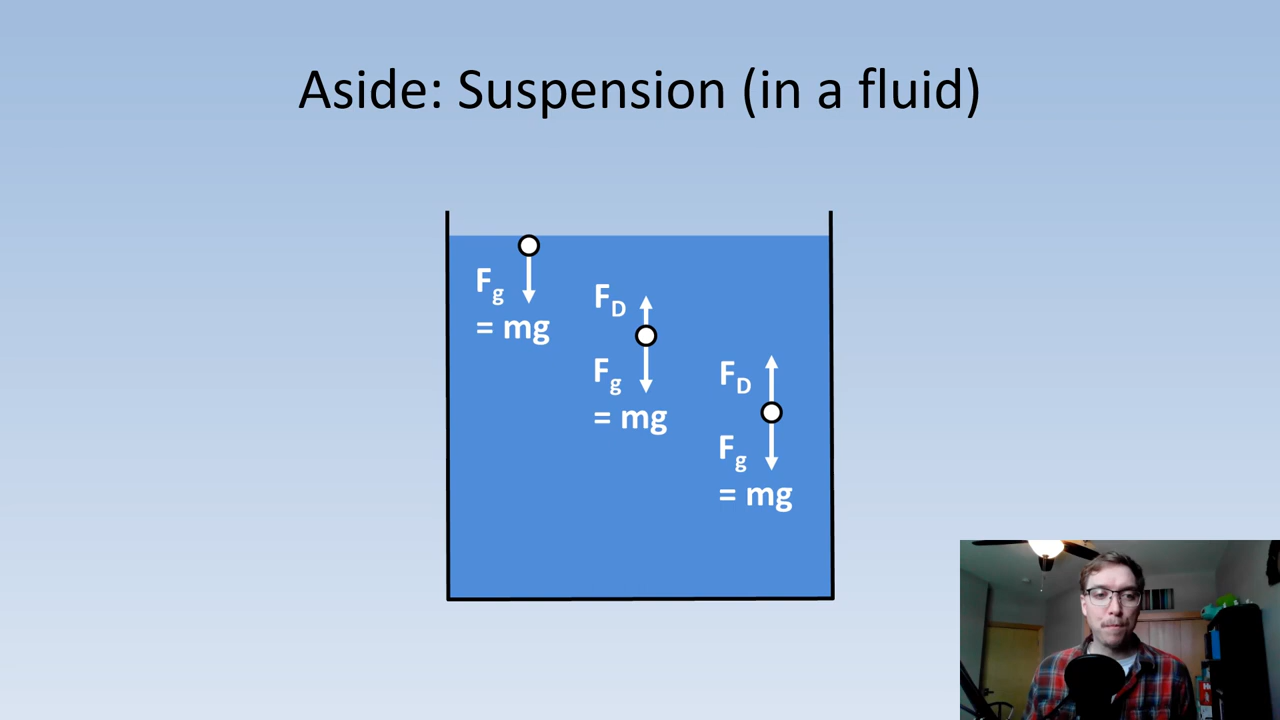 Aside: Suspension (in a fluid)
F_g
= mg
F_D
F_g
= mg
F_D
F_g
= mg